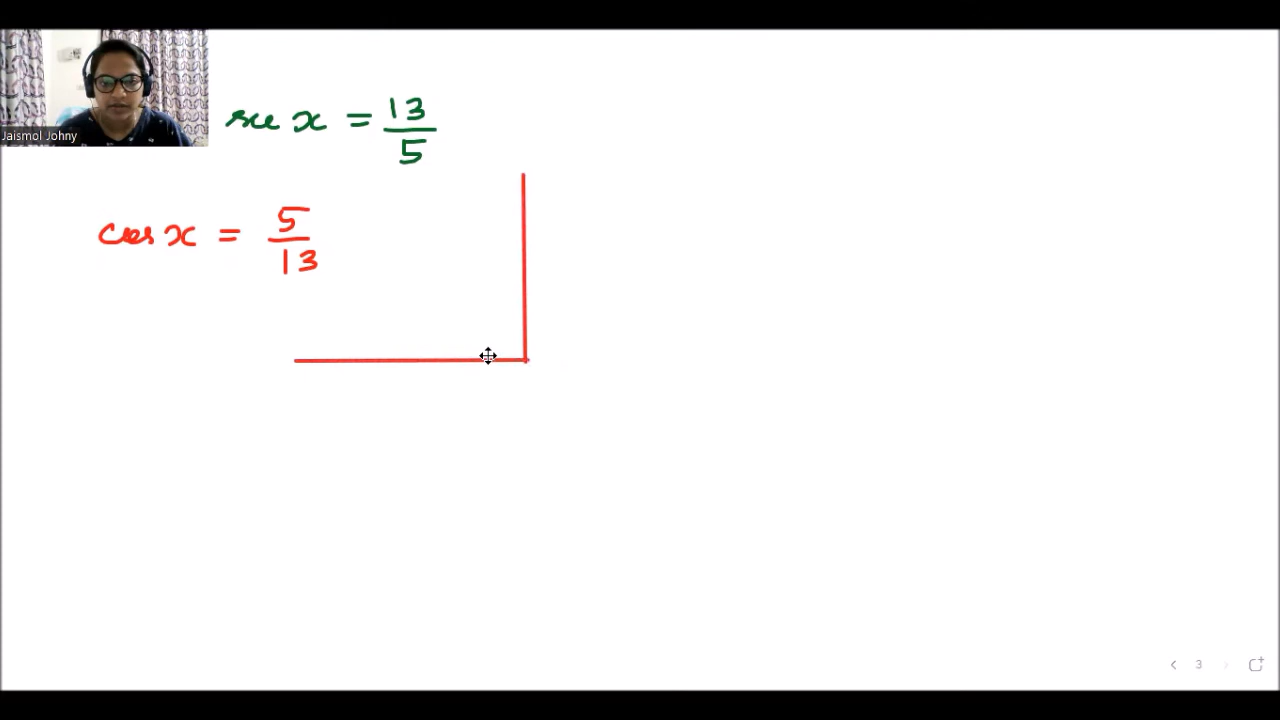 sec x = 13/5
Jaismol Johny
cos x = 5/13
3